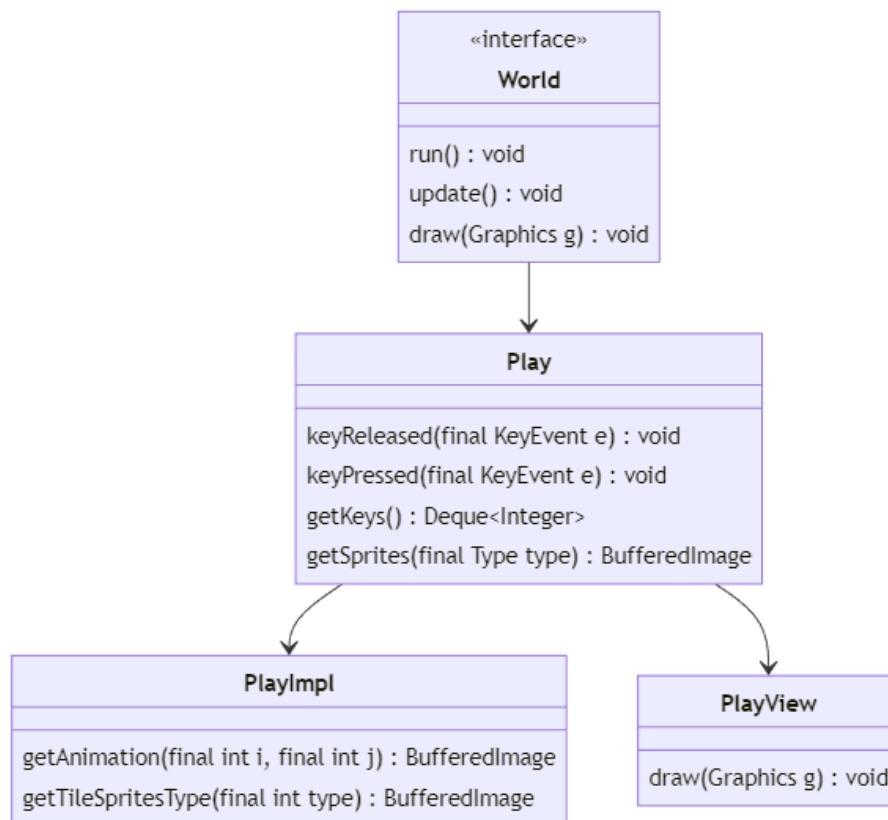 «interface»
World
run() : void
update() : void
draw(Graphics g) : void
Play
keyReleased(final KeyEvent e) : void
keyPressed(final KeyEvent e) : void
getKeys() : Deque<Integer>
getSprites(final Type type) : BufferedImage
PlayImpl
getAnimation(final int i, final int j) : BufferedImage
getTileSpritesType(final int type) : BufferedImage
PlayView
draw(Graphics g) : void